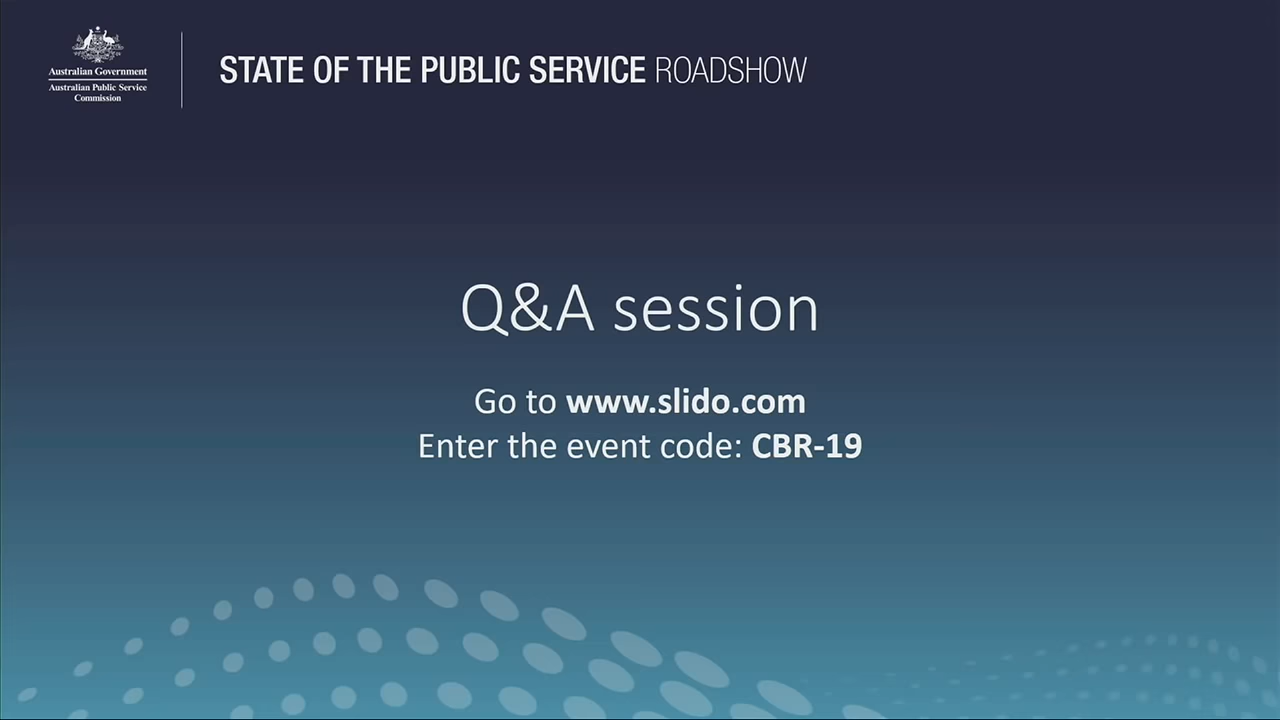 Australian Government
Australian Public Service
Commission
STATE OF THE PUBLIC SERVICE ROADSHOW
Q&A session
Go to www.slido.com
Enter the event code: CBR-19